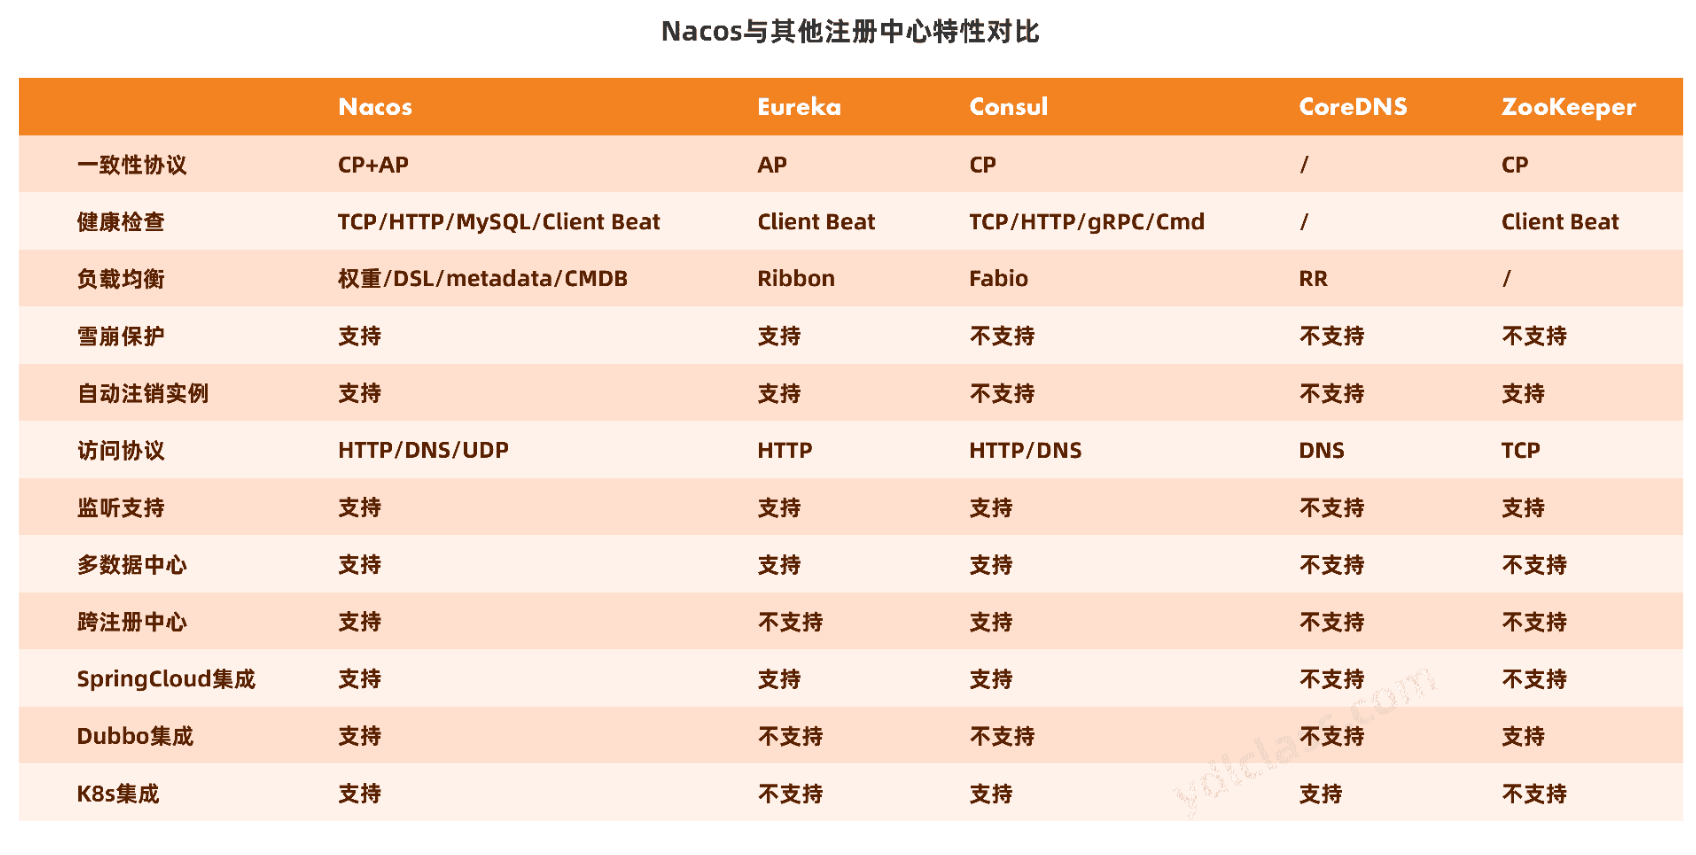 Nacos与其他注册中心特性对比
Nacos Eureka Consul CoreDNS ZooKeeper
一致性协议 CP+AP AP CP / CP
健康检查 TCP/HTTP/MySQL/Client Beat Client Beat TCP/HTTP/gRPC/Cmd / Client Beat
负载均衡 权重/DSL/metadata/CMDB Ribbon Fabio RR /
雪崩保护 支持 支持 不支持 不支持 不支持
自动注销实例 支持 支持 不支持 不支持 支持
访问协议 HTTP/DNS/UDP HTTP HTTP/DNS DNS TCP
监听支持 支持 支持 支持 不支持 支持
多数据中心 支持 支持 支持 不支持 不支持
跨注册中心 支持 不支持 支持 不支持 不支持
SpringCloud集成 支持 支持 支持 不支持 不支持
Dubbo集成 支持 不支持 不支持 不支持 支持
K8s集成 支持 不支持 支持 支持 不支持
ydlclass.com